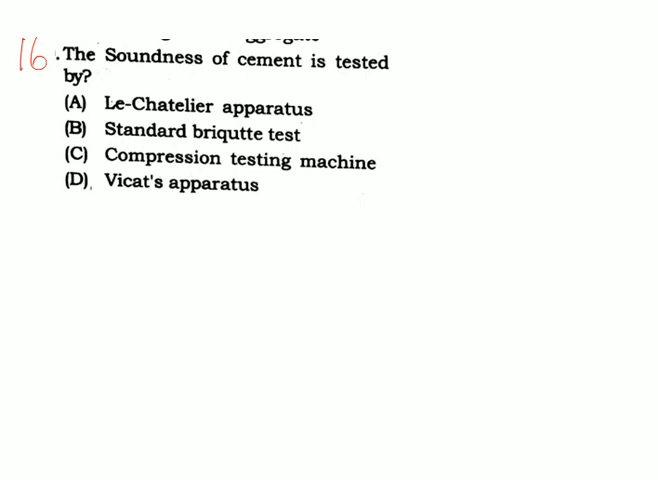 16. The Soundness of cement is tested
by?
(A) Le-Chatelier apparatus
(B) Standard briqutte test
(C) Compression testing machine
(D). Vicat's apparatus